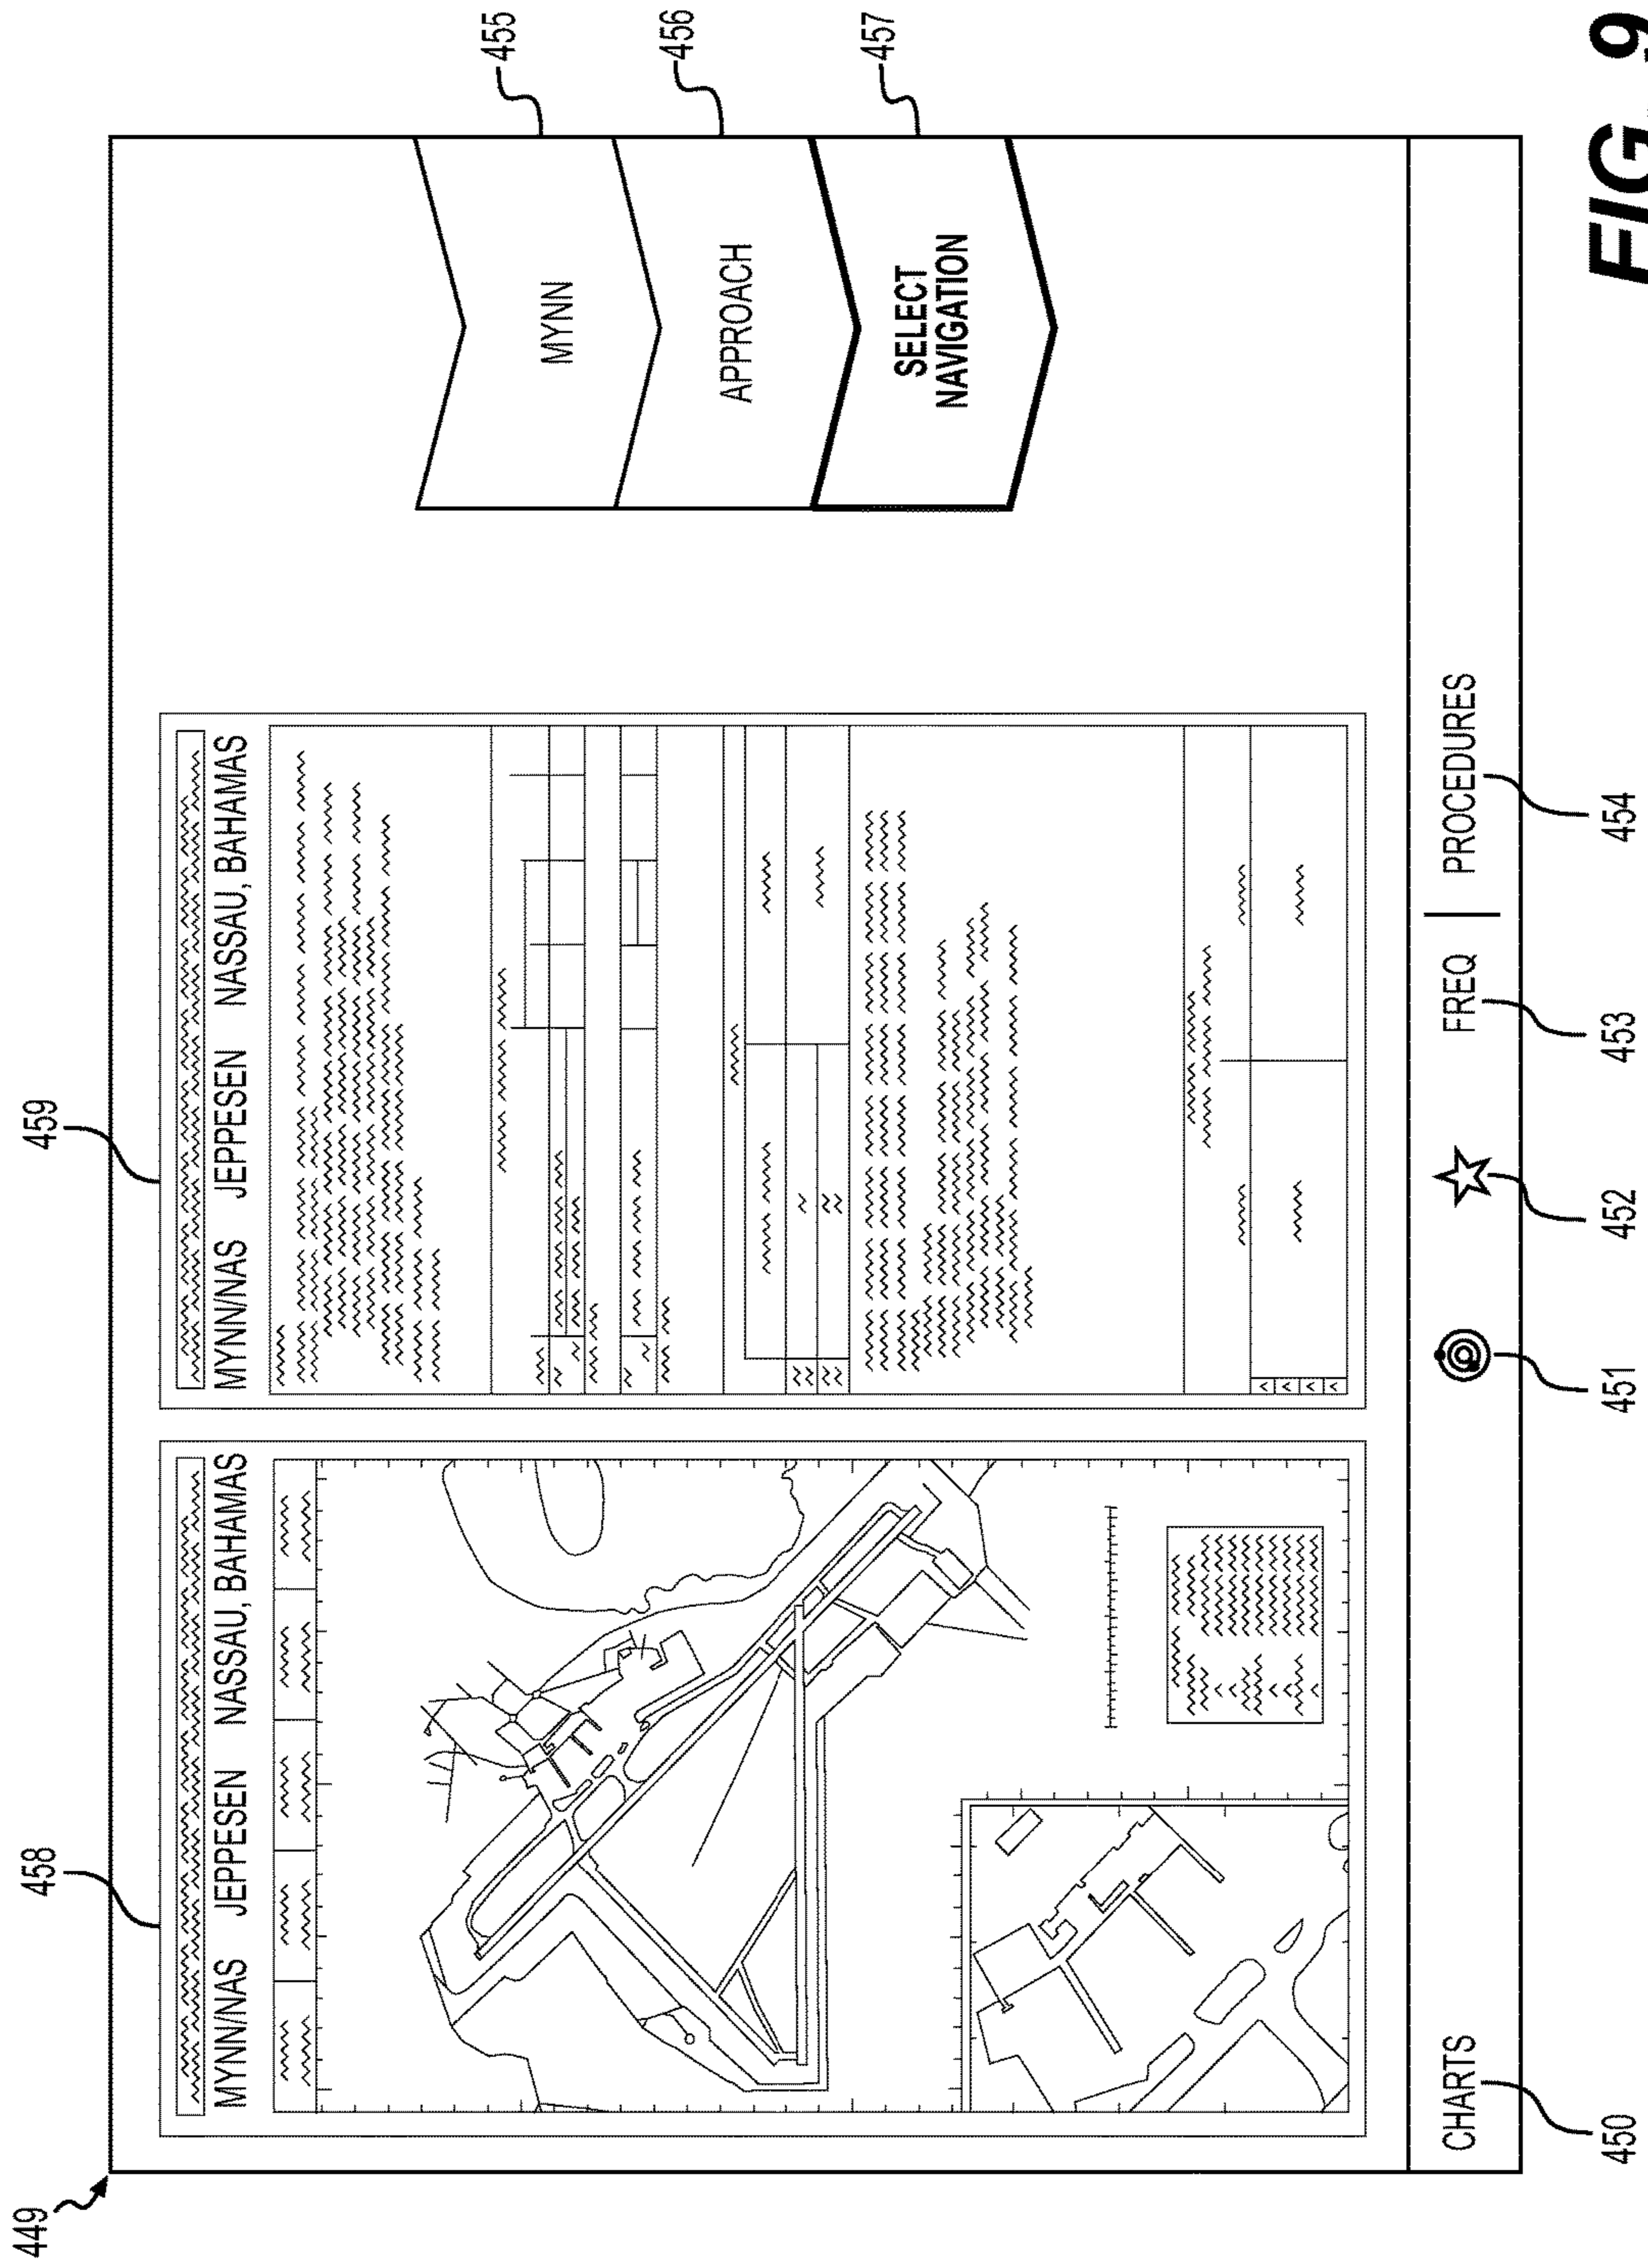 449
458
459
MYNN/NAS JEPPESEN NASSAU, BAHAMAS
MYNN/NAS JEPPESEN NASSAU, BAHAMAS
MYNN
455
APPROACH
456
SELECT
NAVIGATION
457
CHARTS
FREQ | PROCEDURES
450
451
452
453
454
FIG. 9